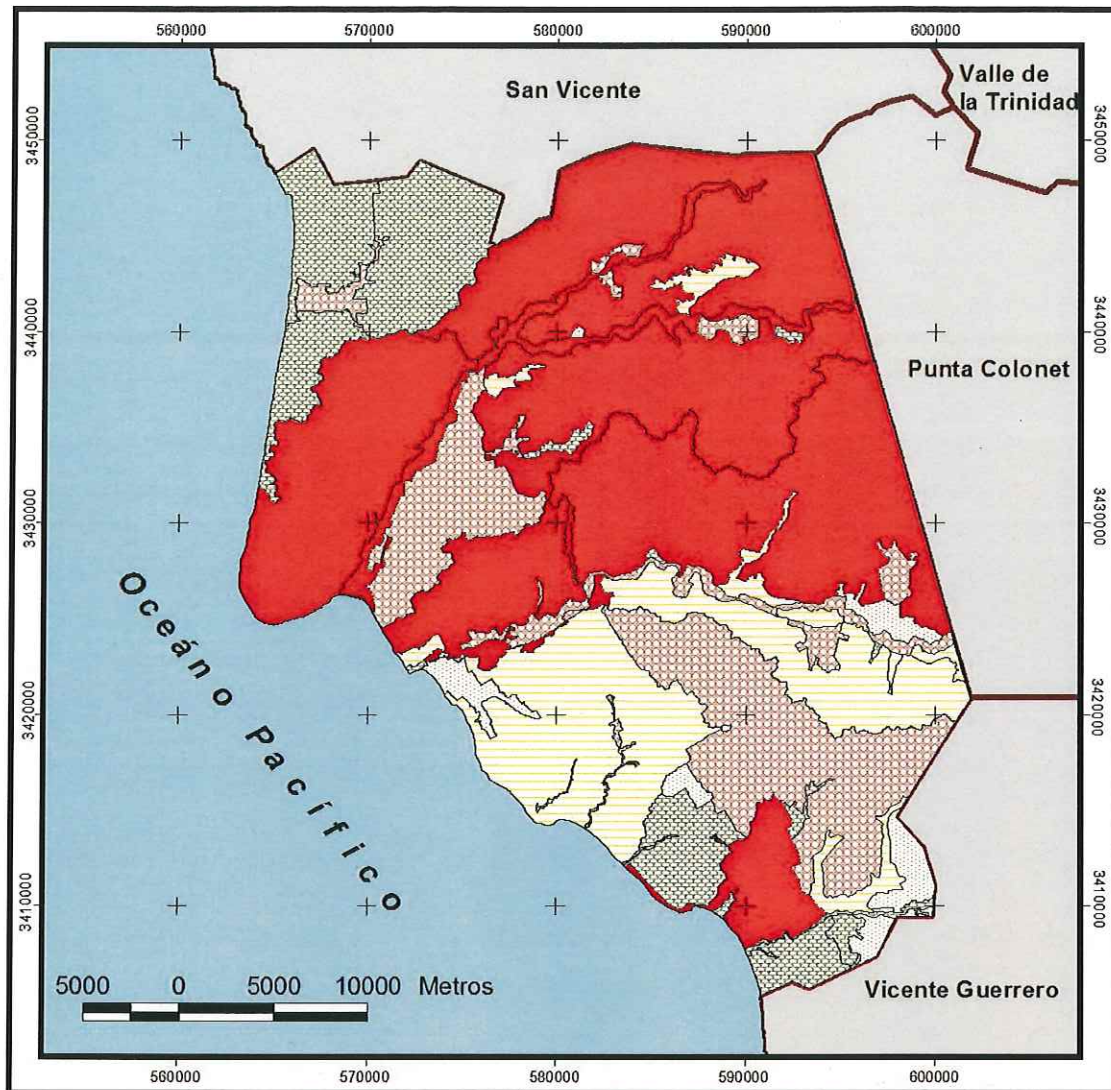 560000 570000 580000 590000 600000
San Vicente
Valle de
la Trinidad
3450000
3450000
3440000
3440000
Punta Colonet
3430000
3430000
Oceáno Pacífico
3420000
3420000
3410000
3410000
5000 0 5000 10000 Metros
Vicente Guerrero
560000 570000 580000 590000 600000